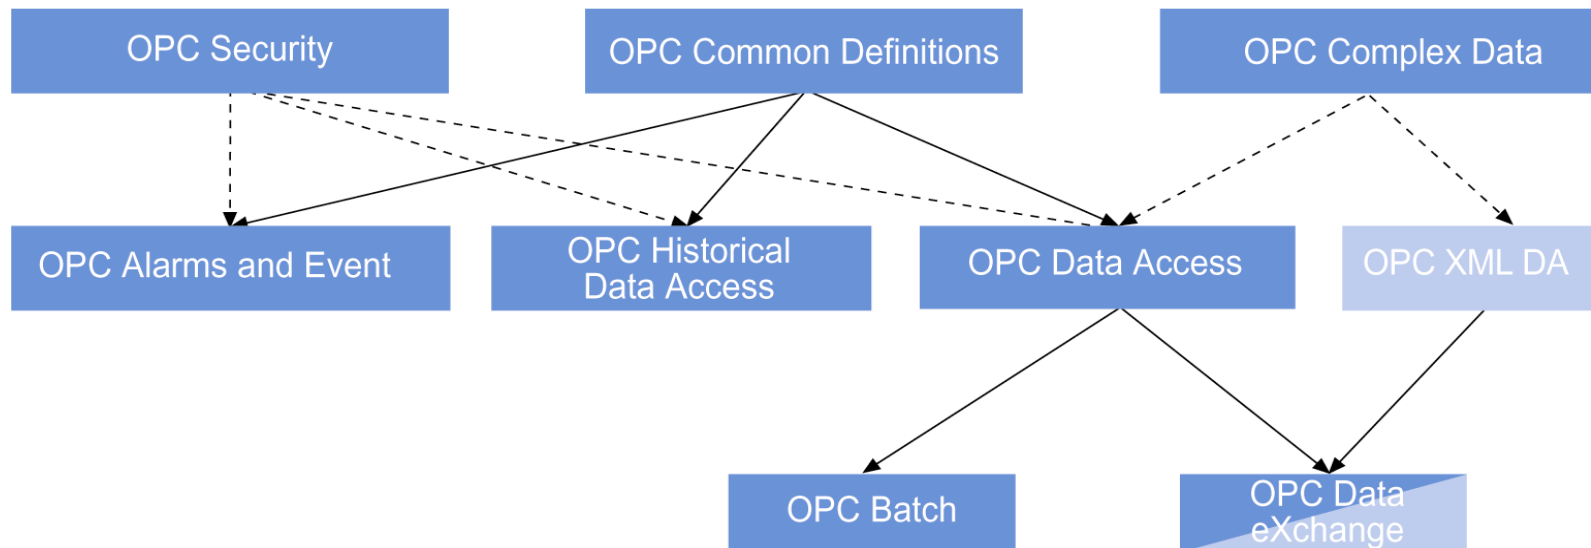 OPC Security
OPC Common Definitions
OPC Complex Data
OPC Alarms and Event
OPC Historical
Data Access
OPC Data Access
OPC XML DA
OPC Batch
OPC Data
eXchange